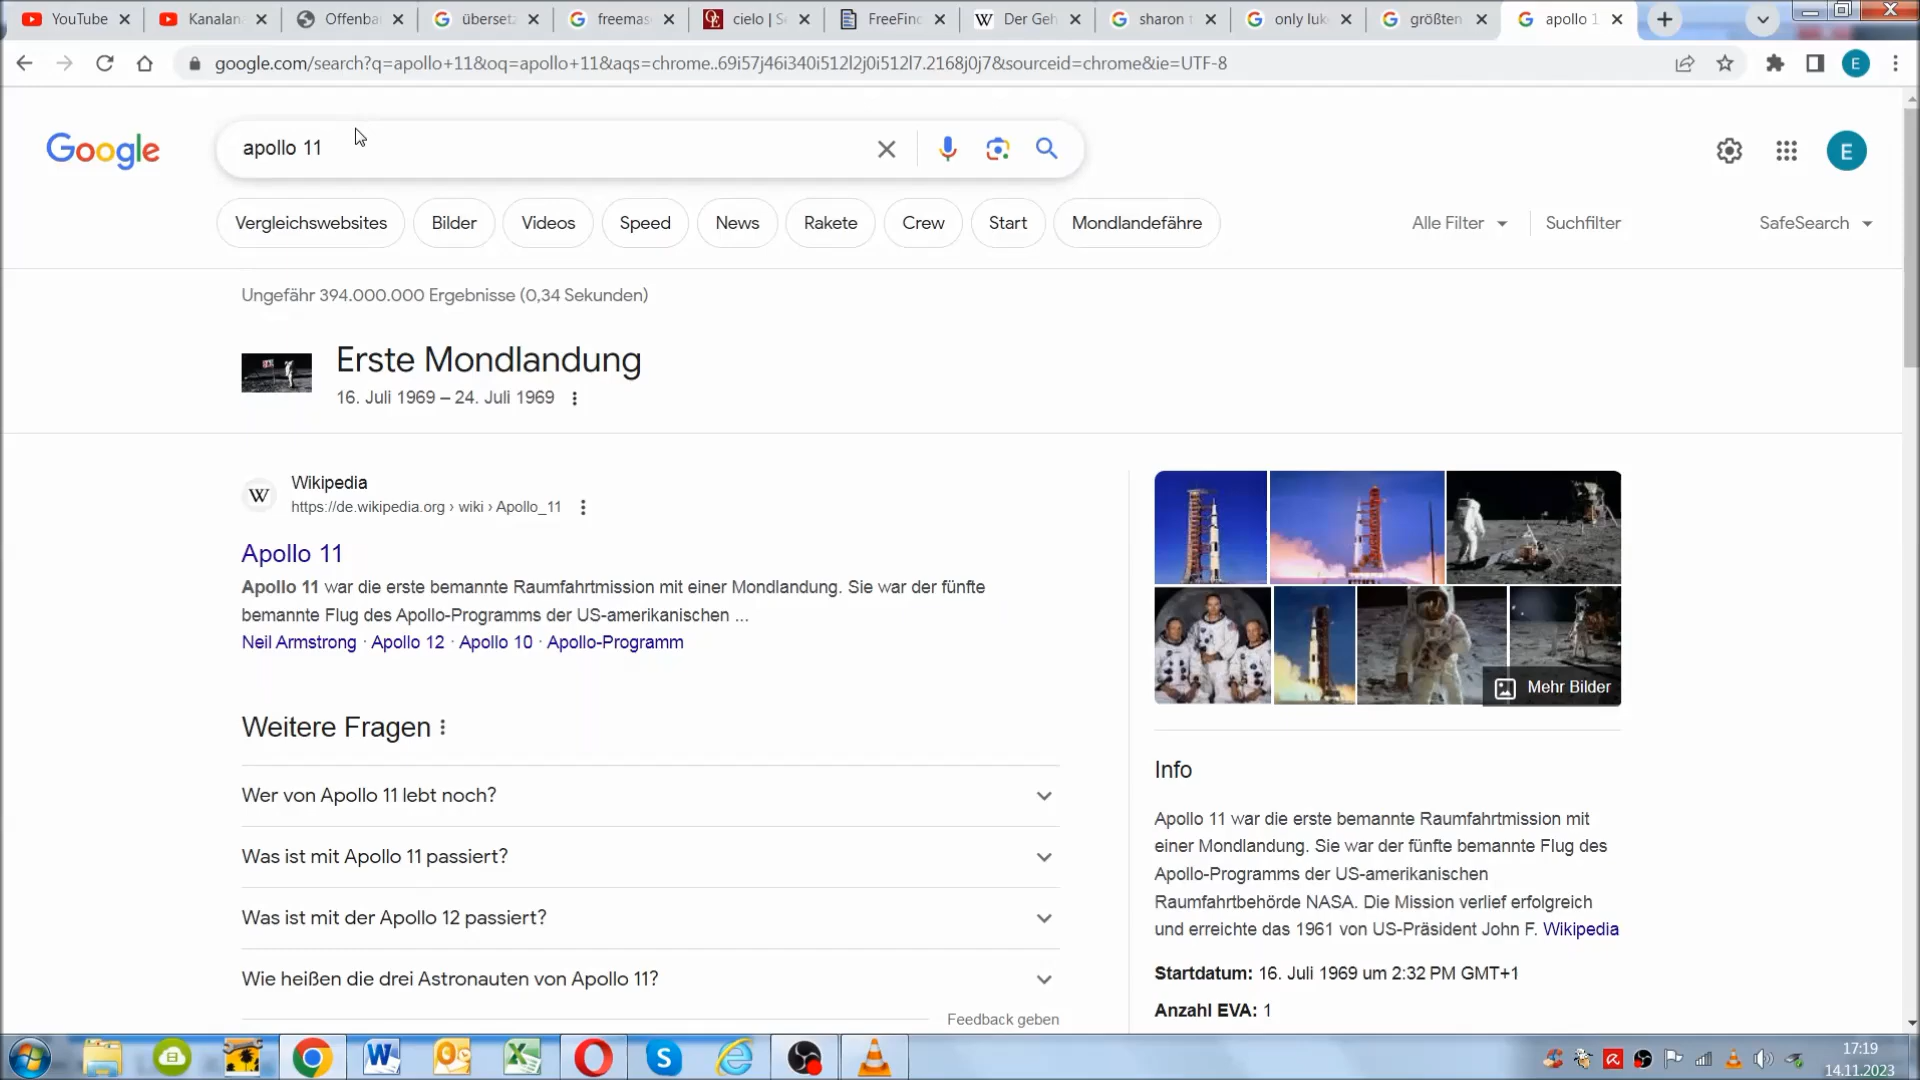 YouTube
Kanalan
Offenba
überset
freemas
cielo | S
FreeFind
Der Geh
sharon t
only luk
größten
apollo 1
google.com/search?q=apollo+11&oq=apollo+11&aqs=chrome..69i57j46i340i512l2j0i512l7.2168j0j7&sourceid=chrome&ie=UTF-8
E
Google
apollo 11
E
Vergleichswebsites
Bilder
Videos
Speed
News
Rakete
Crew
Start
Mondlandefähre
Alle Filter
Suchfilter
SafeSearch
Ungefähr 394.000.000 Ergebnisse (0,34 Sekunden)
Erste Mondlandung
16. Juli 1969 – 24. Juli 1969
W
Wikipedia
https://de.wikipedia.org › wiki › Apollo_11
Apollo 11
Apollo 11 war die erste bemannte Raumfahrtmission mit einer Mondlandung. Sie war der fünfte
bemannte Flug des Apollo-Programms der US-amerikanischen ...
Neil Armstrong · Apollo 12 · Apollo 10 · Apollo-Programm
Weitere Fragen
Wer von Apollo 11 lebt noch?
Was ist mit Apollo 11 passiert?
Was ist mit der Apollo 12 passiert?
Wie heißen die drei Astronauten von Apollo 11?
Feedback geben
Mehr Bilder
Info
Apollo 11 war die erste bemannte Raumfahrtmission mit
einer Mondlandung. Sie war der fünfte bemannte Flug des
Apollo-Programms der US-amerikanischen
Raumfahrtbehörde NASA. Die Mission verlief erfolgreich
und erreichte das 1961 von US-Präsident John F. Wikipedia
Startdatum: 16. Juli 1969 um 2:32 PM GMT+1
Anzahl EVA: 1
17:19
14.11.2023